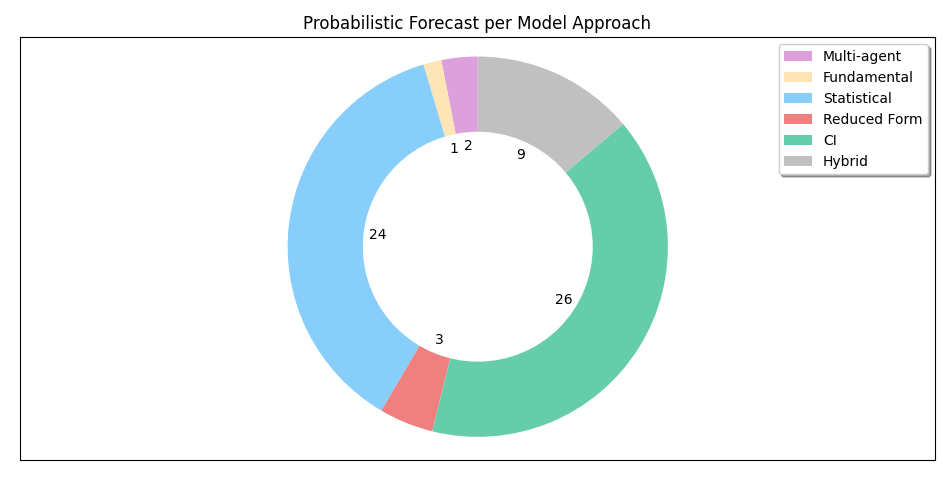 Probabilistic Forecast per Model Approach
Multi-agent
Fundamental
Statistical
Reduced Form
CI
Hybrid
1
2
9
24
26
3